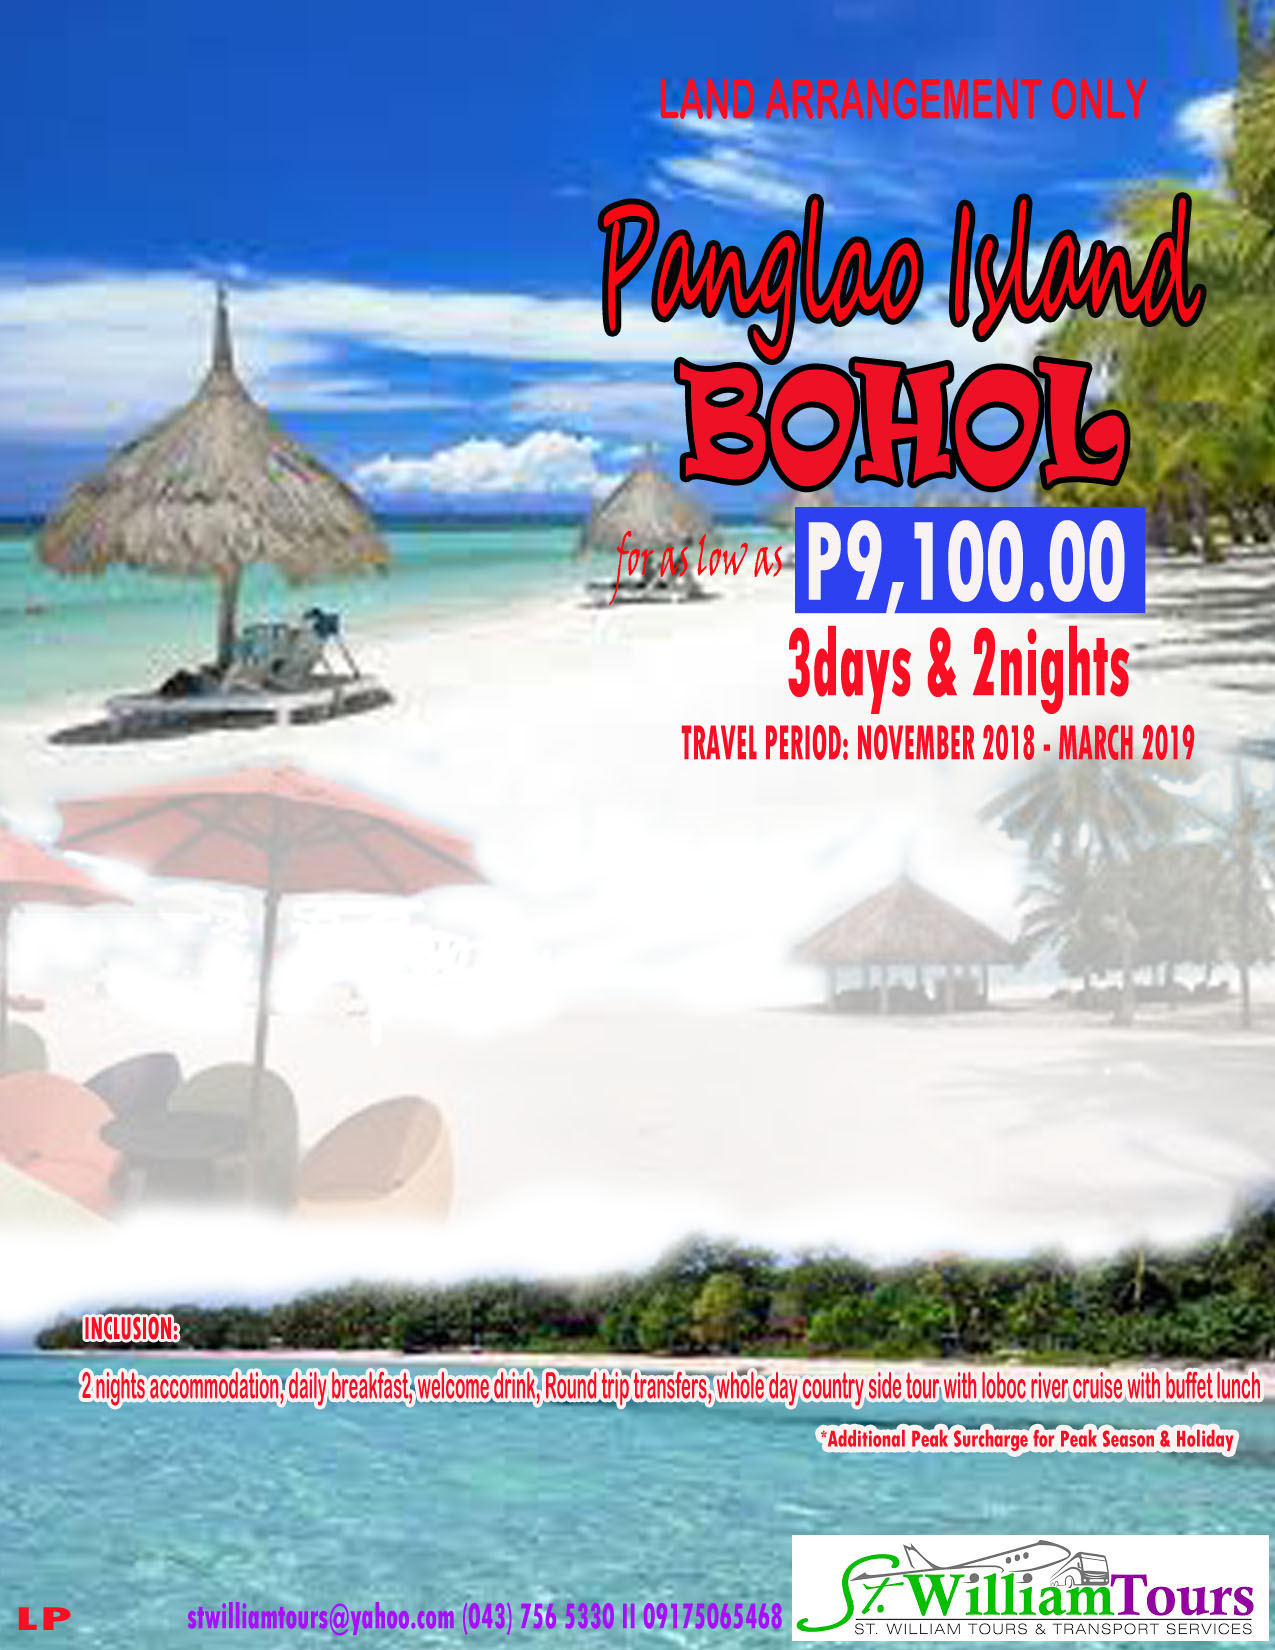 LAND ARRANGEMENT ONLY
Panglao Island
BOHOL
for as low as P9,100.00
3days & 2nights
TRAVEL PERIOD: NOVEMBER 2018 - MARCH 2019
INCLUSION:
2 nights accommodation, daily breakfast, welcome drink, Round trip transfers, whole day country side tour with loboc river cruise with buffet lunch
*Additional Peak Surcharge for Peak Season & Holiday
St. WilliamTours
ST. WILLIAM TOURS & TRANSPORT SERVICES
LP
stwilliamtours@yahoo.com (043) 756 5330 II 09175065468